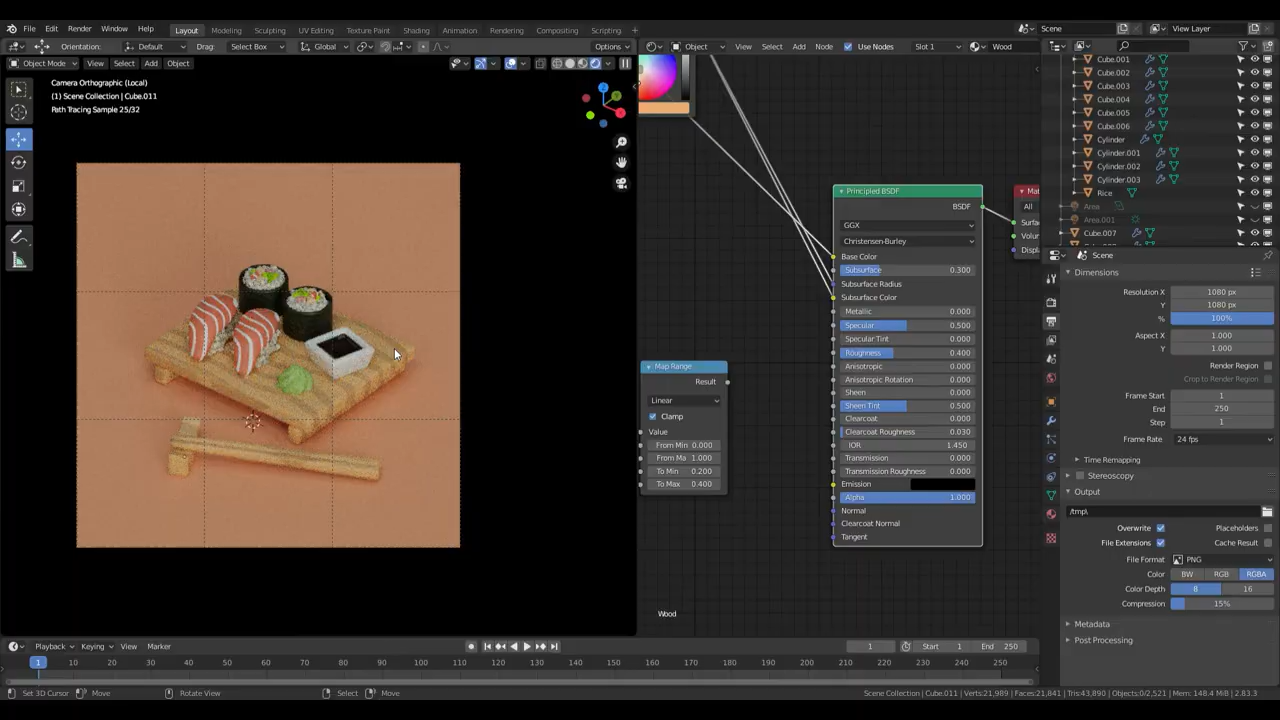 File Edit Render Window Help Layout Modeling Sculpting UV Editing Texture Paint Shading Animation Rendering Compositing Scripting + Scene View Layer
Orientation: Default Drag: Select Box Global Options
Object View Select Add Node Use Nodes Slot 1 Wood
Object Mode View Select Add Object Global
Camera Orthographic (Local)
(1) Scene Collection | Cube.011
Path Tracing Sample 25/32
Map Range
Result
Linear
Clamp
Value
From Min 0.000
From Ma 1.000
To Min 0.200
To Max 0.400
Principled BSDF
BSDF
GGX
Christensen-Burley
Base Color
Subsurface 0.300
Subsurface Radius
Subsurface Color
Metallic 0.000
Specular 0.500
Specular Tint 0.000
Roughness 0.400
Anisotropic 0.000
Anisotropic Rotation 0.000
Sheen 0.000
Sheen Tint 0.500
Clearcoat 0.000
Clearcoat Roughness 0.030
IOR 1.450
Transmission 0.000
Transmission Roughness 0.000
Emission
Alpha 1.000
Normal
Clearcoat Normal
Tangent
Mat
All
Surfa
Volum
Displ
Wood
Cube.001
Cube.002
Cube.003
Cube.004
Cube.005
Cube.006
Cylinder
Cylinder.001
Cylinder.002
Cylinder.003
Rice
Area
Area.001
Cube.007
Scene
Dimensions
Resolution X 1080 px
Y 1080 px
% 100%
Aspect X 1.000
Y 1.000
Render Region
Crop to Render Region
Frame Start 1
End 250
Step 1
Frame Rate 24 fps
Time Remapping
Stereoscopy
Output
/tmp\
Overwrite Placeholders
File Extensions Cache Result
File Format PNG
Color BW RGB RGBA
Color Depth 8 16
Compression 15%
Metadata
Post Processing
Playback Keying View Marker 1 Start 1 End 250
1 10 20 30 40 50 60 70 80 90 100 110 120 130 140 150 160 170 180 190 200 210 220 230 240 250
Set 3D Cursor Move Rotate View Select Move Scene Collection | Cube.011 | Verts:21,989 | Faces:21,841 | Tris:43,890 | Objects:0/2,521 | Mem: 148.4 MiB | 2.83.3